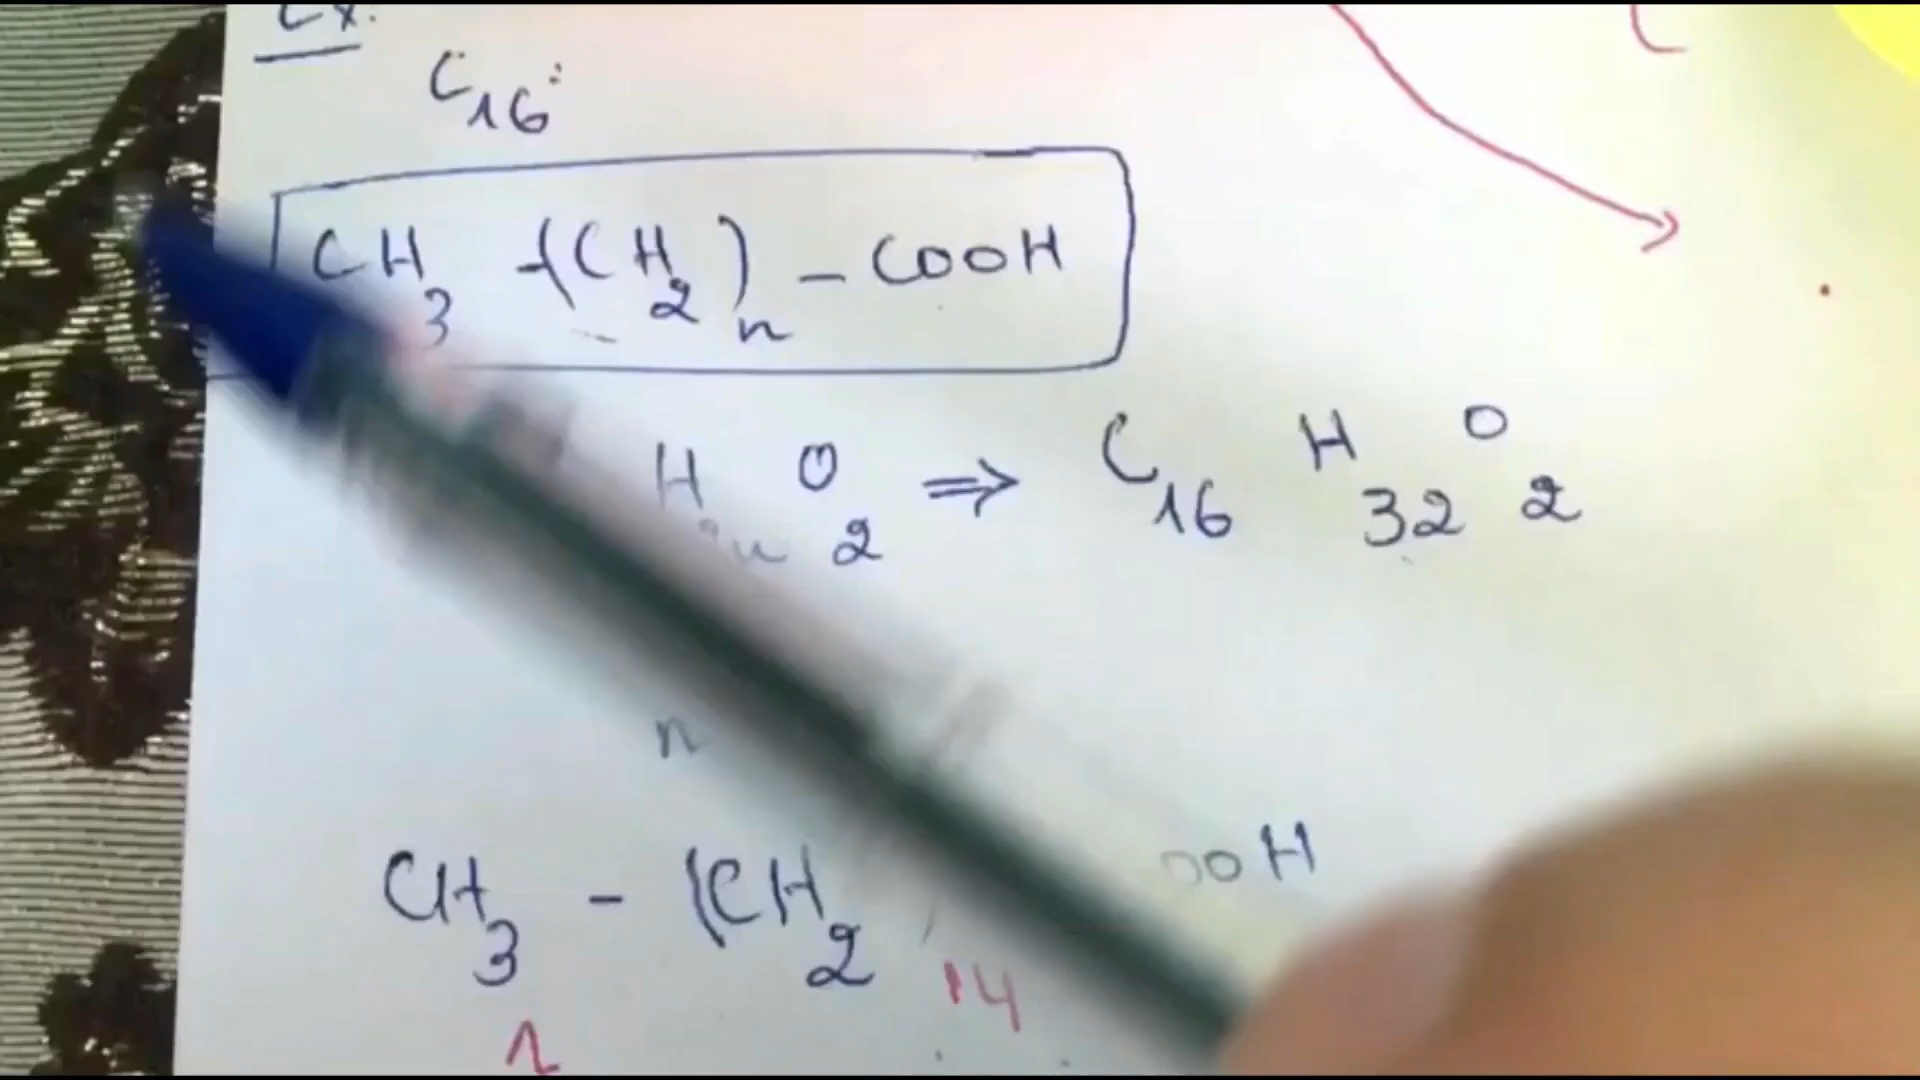 Ex:
C16:
CH3 -(CH2)n - COOH
H O2 ⇒ C16 H32 O2
n
CH3 - (CH2)14 OOH
1